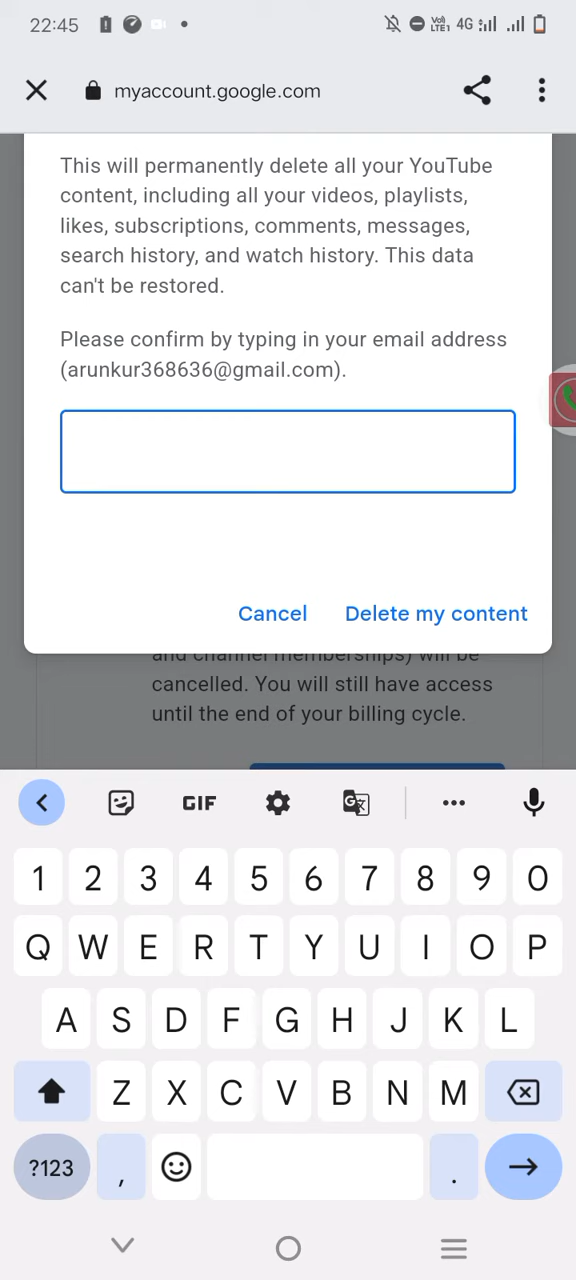 22:45
Vo)
LTE1
4G
myaccount.google.com
This will permanently delete all your YouTube
content, including all your videos, playlists,
likes, subscriptions, comments, messages,
search history, and watch history. This data
can't be restored.
Please confirm by typing in your email address
(arunkur368636@gmail.com).
Cancel
Delete my content
and channel memberships) will be
cancelled. You will still have access
until the end of your billing cycle.
GIF
1 2 3 4 5 6 7 8 9 0
Q W E R T Y U I O P
A S D F G H J K L
Z X C V B N M
?123 , .